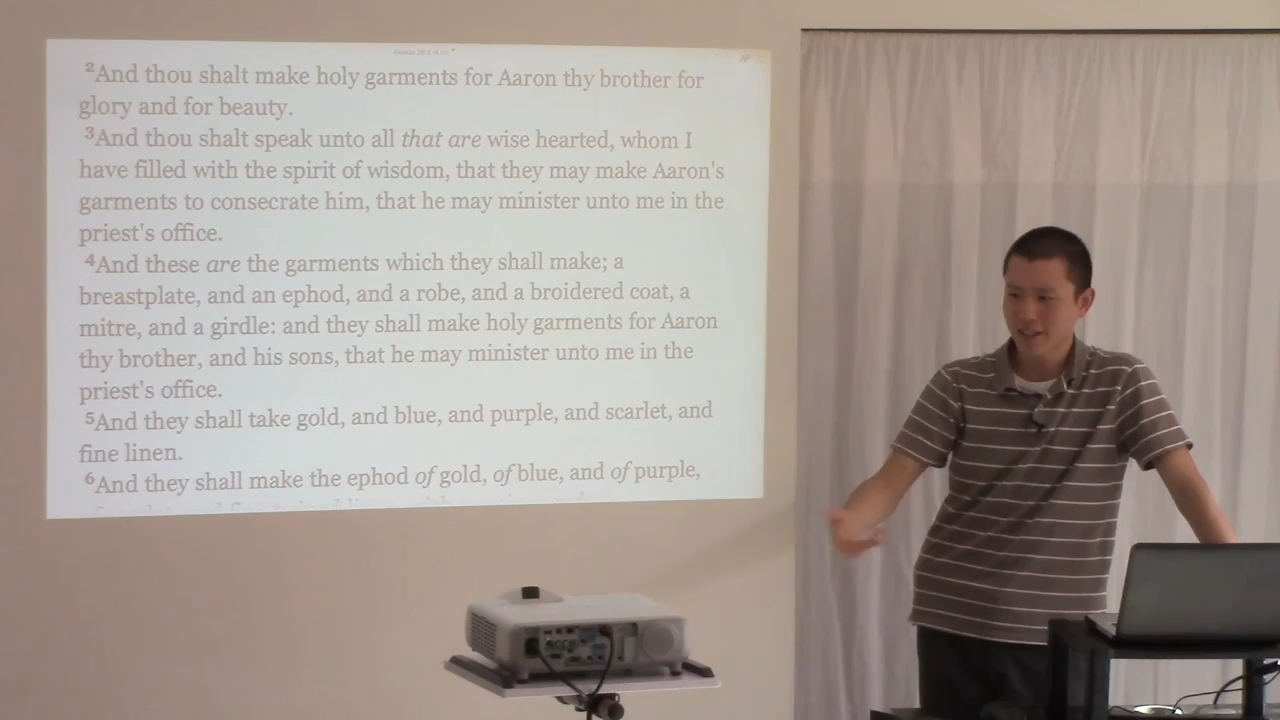 ²And thou shalt make holy garments for Aaron thy brother for
glory and for beauty.
³And thou shalt speak unto all that are wise hearted, whom I
have filled with the spirit of wisdom, that they may make Aaron's
garments to consecrate him, that he may minister unto me in the
priest's office.
⁴And these are the garments which they shall make; a
breastplate, and an ephod, and a robe, and a broidered coat, a
mitre, and a girdle: and they shall make holy garments for Aaron
thy brother, and his sons, that he may minister unto me in the
priest's office.
⁵And they shall take gold, and blue, and purple, and scarlet, and
fine linen.
⁶And they shall make the ephod of gold, of blue, and of purple,